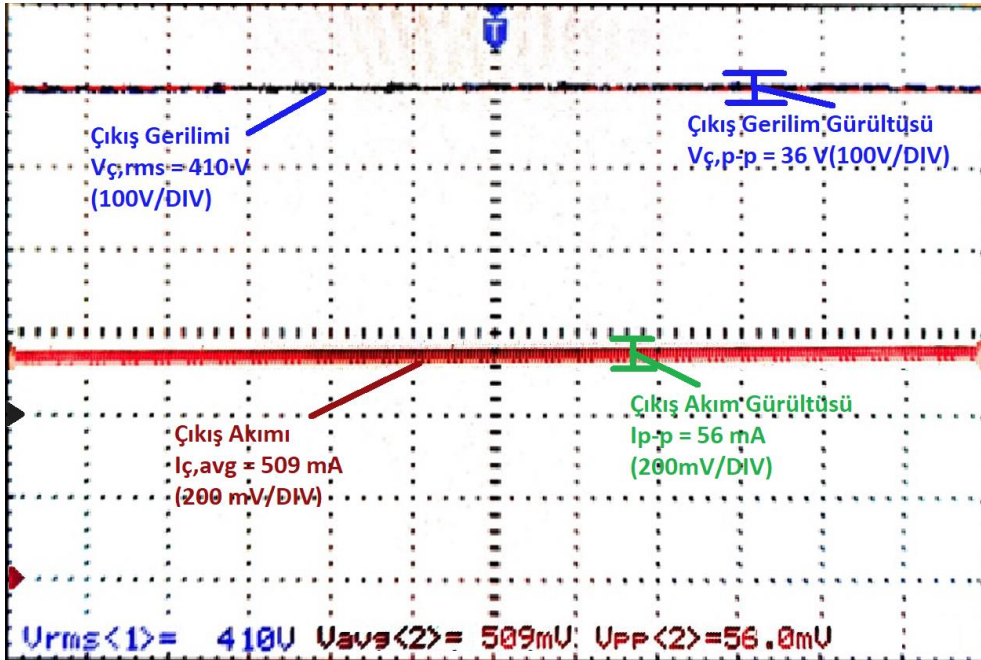 T
Çıkış Gerilimi
Vç,rms = 410 V
(100V/DIV)
Çıkış Gerilim Gürültüsü
Vç,p-p = 36 V(100V/DIV)
Çıkış Akımı
Iç,avg = 509 mA
(200 mV/DIV)
Çıkış Akım Gürültüsü
Ip-p = 56 mA
(200mV/DIV)
Vrms<1>= 410V Vavg<2>= 509mV Vpp<2>=56.0mV